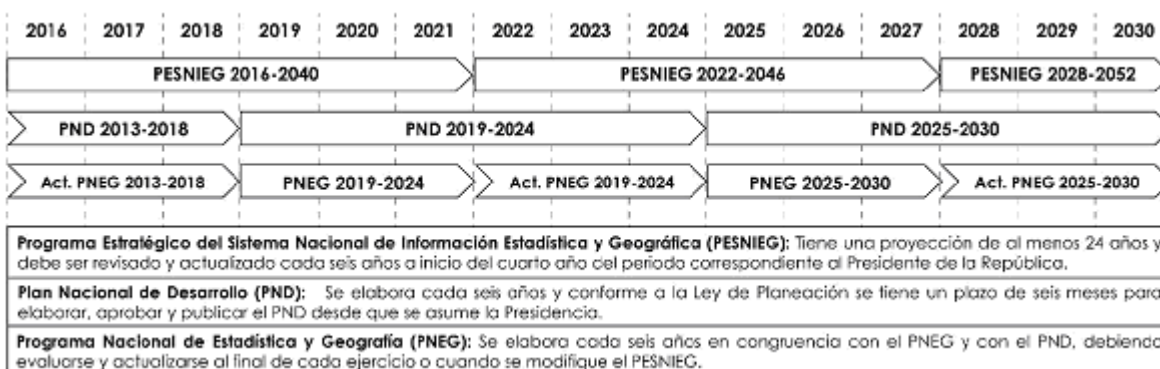 2016 2017 2018 2019 2020 2021 2022 2023 2024 2025 2026 2027 2028 2029 2030
PESNIEG 2016-2040 PESNIEG 2022-2046 PESNIEG 2028-2052
PND 2013-2018 PND 2019-2024 PND 2025-2030
Act. PNEG 2013-2018 PNEG 2019-2024 Act. PNEG 2019-2024 PNEG 2025-2030 Act. PNEG 2025-2030
Programa Estratégico del Sistema Nacional de Información Estadística y Geográfica (PESNIEG): Tiene una proyección de al menos 24 años y
debe ser revisado y actualizado cada seis años a inicio del cuarto año del periodo correspondiente al Presidente de la República.
Plan Nacional de Desarrollo (PND): Se elabora cada seis años y conforme a la Ley de Planeación se tiene un plazo de seis meses para
elaborar, aprobar y publicar el PND desde que se asume la Presidencia.
Programa Nacional de Estadística y Geografía (PNEG): Se elabora cada seis años en congruencia con el PNEG y con el PND, debiendo
evaluarse y actualizarse al final de cada ejercicio o cuando se modifique el PESNIEG.